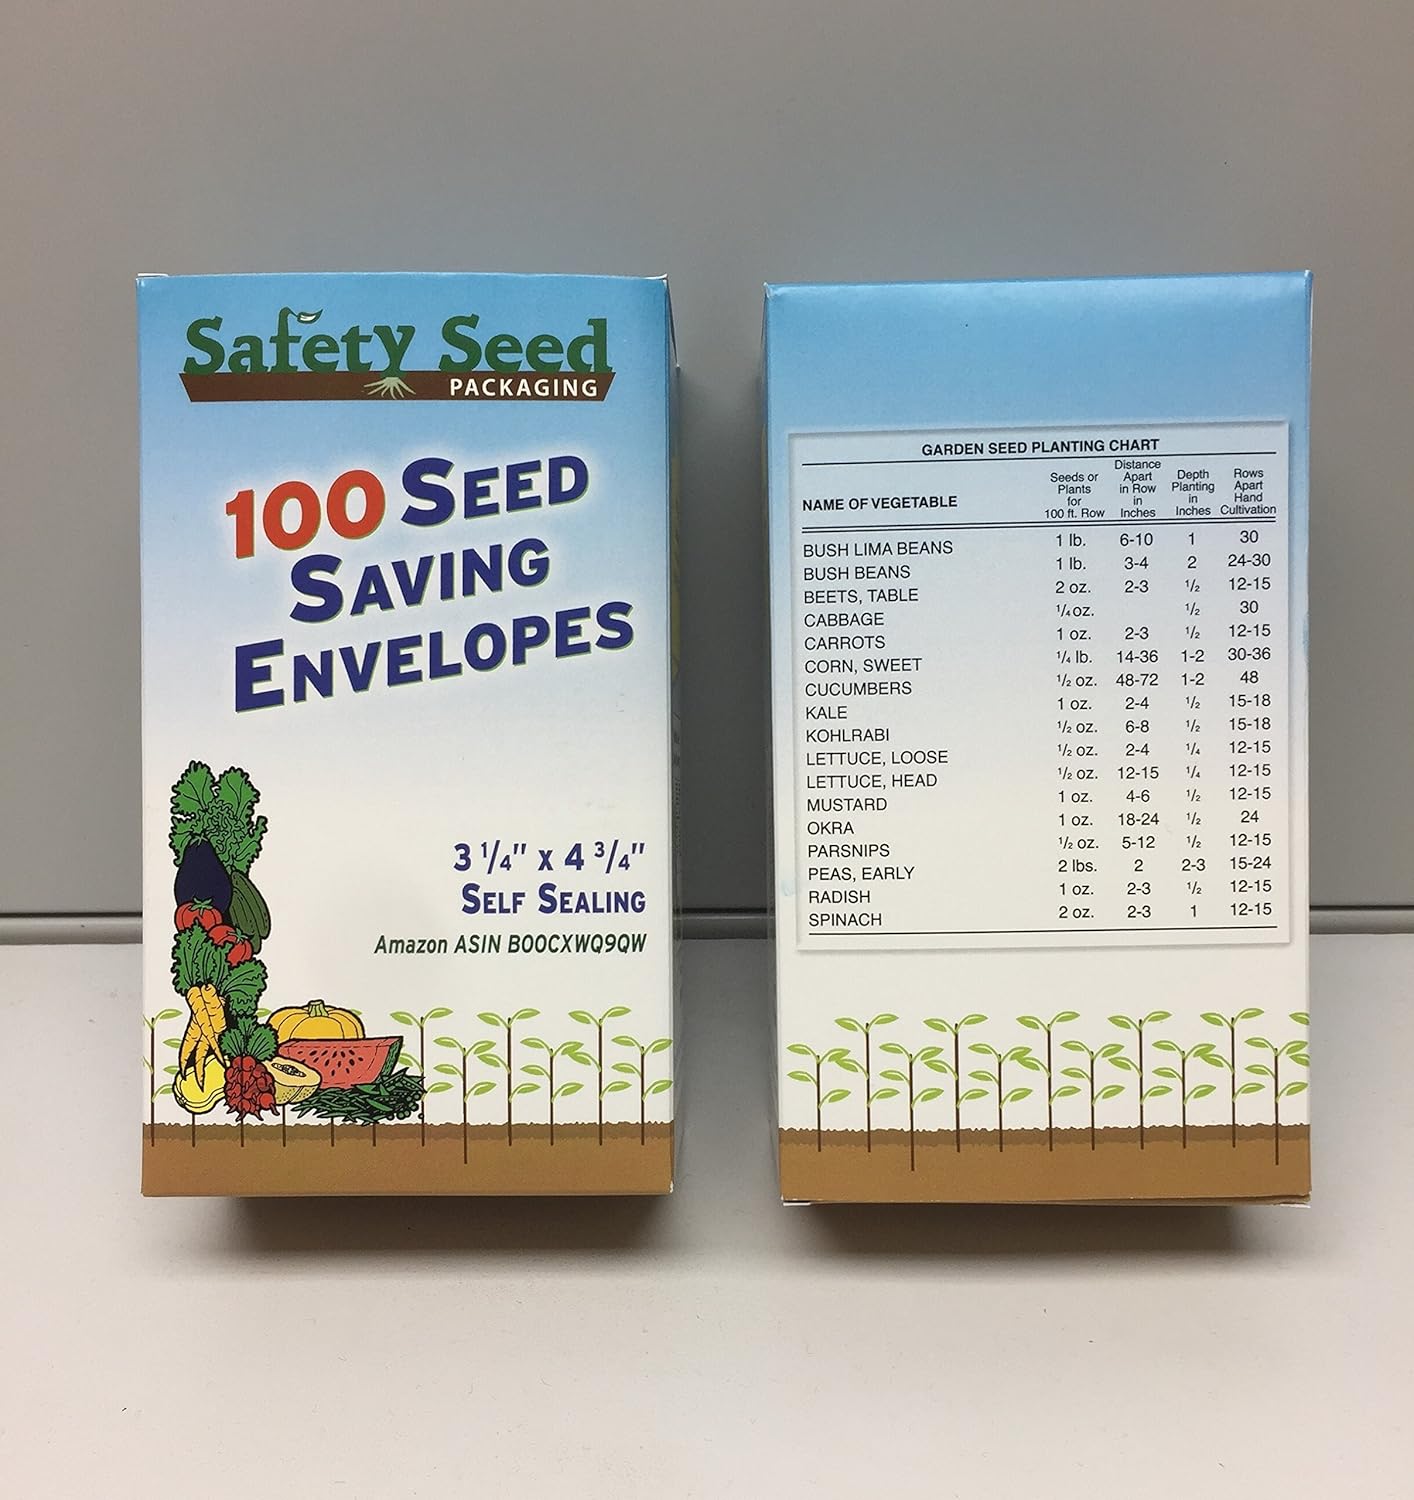 Safety Seed
PACKAGING
100 SEED
SAVING
ENVELOPES
3 1/4" x 4 3/4"
SELF SEALING
Amazon ASIN B00CXWQ9QW
GARDEN SEED PLANTING CHART
NAME OF VEGETABLE Seeds or Plants for 100 ft. Row Distance Apart in Row in Inches Depth Planting in Inches Rows Apart Hand Cultivation
BUSH LIMA BEANS 1 lb. 6-10 1 30
BUSH BEANS 1 lb. 3-4 2 24-30
BEETS, TABLE 2 oz. 2-3 1/2 12-15
CABBAGE 1/4 oz. 1/2 30
CARROTS 1 oz. 2-3 1/2 12-15
CORN, SWEET 1/4 lb. 14-36 1-2 30-36
CUCUMBERS 1/2 oz. 48-72 1-2 48
KALE 1 oz. 2-4 1/2 15-18
KOHLRABI 1/2 oz. 6-8 1/2 15-18
LETTUCE, LOOSE 1/2 oz. 2-4 1/4 12-15
LETTUCE, HEAD 1/2 oz. 12-15 1/4 12-15
MUSTARD 1 oz. 4-6 1/2 12-15
OKRA 1 oz. 18-24 1/2 24
PARSNIPS 1/2 oz. 5-12 1/2 12-15
PEAS, EARLY 2 lbs. 2 2-3 15-24
RADISH 1 oz. 2-3 1/2 12-15
SPINACH 2 oz. 2-3 1 12-15